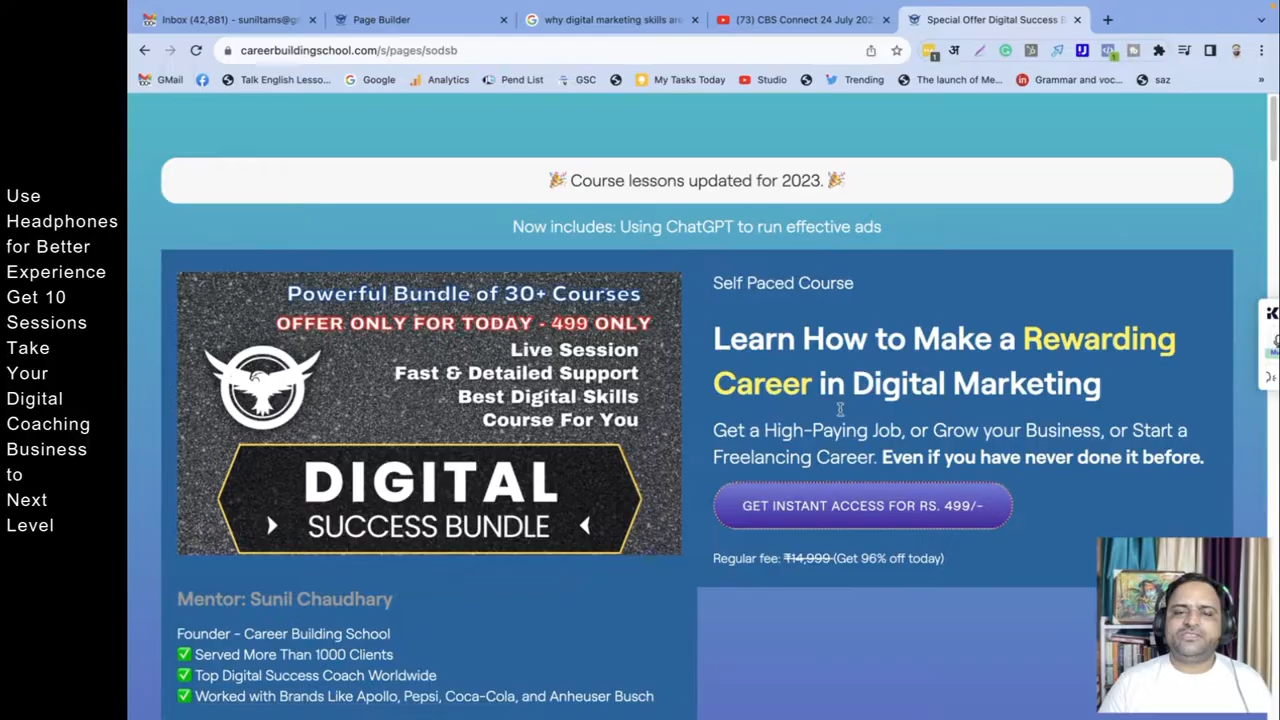 Use
Headphones
for Better
Experience
Get 10
Sessions
Take
Your
Digital
Coaching
Business
to
Next
Level
Inbox (42,881) - suniltams@g
Page Builder
why digital marketing skills are
(73) CBS Connect 24 July 202
Special Offer Digital Success B
careerbuildingschool.com/s/pages/sodsb
GMail
Talk English Lesso...
Google
Analytics
Pend List
GSC
My Tasks Today
Studio
Trending
The launch of Me...
Grammar and voc...
saz
🎉 Course lessons updated for 2023. 🎉
Now includes: Using ChatGPT to run effective ads
Powerful Bundle of 30+ Courses
OFFER ONLY FOR TODAY - 499 ONLY
Live Session
Fast & Detailed Support
Best Digital Skills
Course For You
DIGITAL
SUCCESS BUNDLE
Self Paced Course
Learn How to Make a Rewarding
Career in Digital Marketing
Get a High-Paying Job, or Grow your Business, or Start a
Freelancing Career. Even if you have never done it before.
GET INSTANT ACCESS FOR RS. 499/-
Regular fee: ₹14,999 (Get 96% off today)
Mentor: Sunil Chaudhary
Founder - Career Building School
✅ Served More Than 1000 Clients
✅ Top Digital Success Coach Worldwide
✅ Worked with Brands Like Apollo, Pepsi, Coca-Cola, and Anheuser Busch